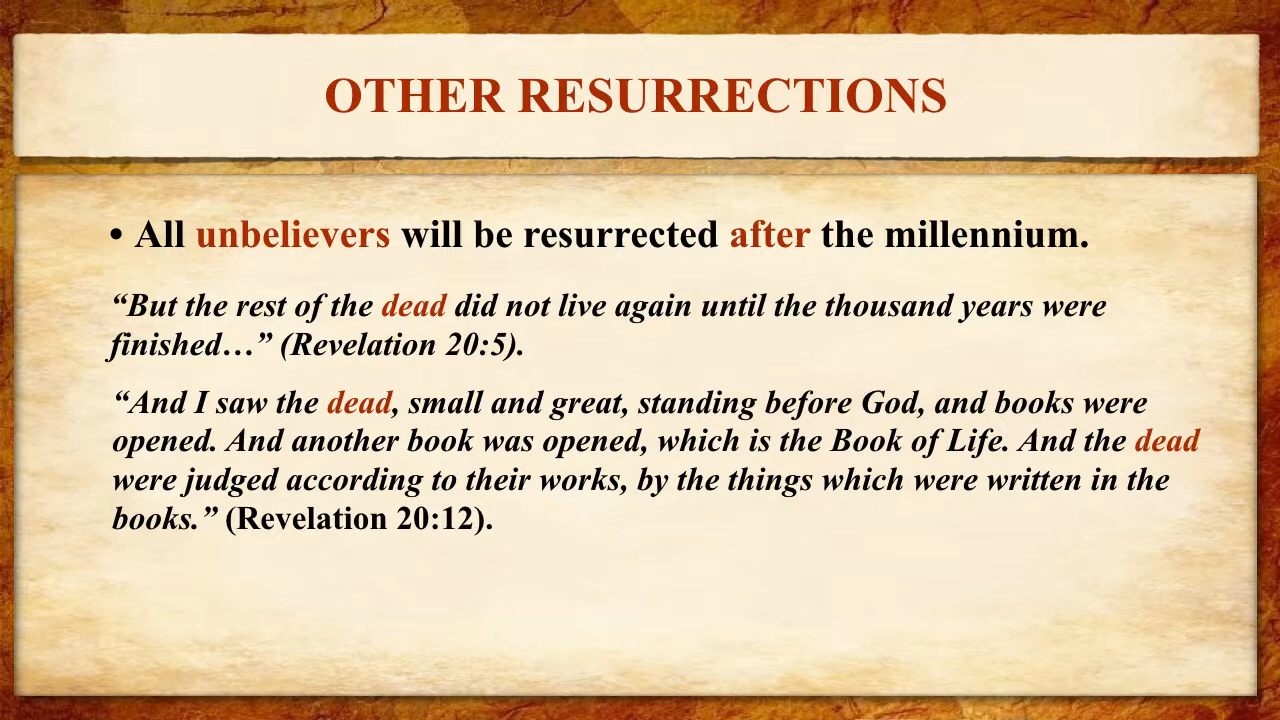 OTHER RESURRECTIONS
• All unbelievers will be resurrected after the millennium.
“But the rest of the dead did not live again until the thousand years were
finished…” (Revelation 20:5).
“And I saw the dead, small and great, standing before God, and books were
opened. And another book was opened, which is the Book of Life. And the dead
were judged according to their works, by the things which were written in the
books.” (Revelation 20:12).